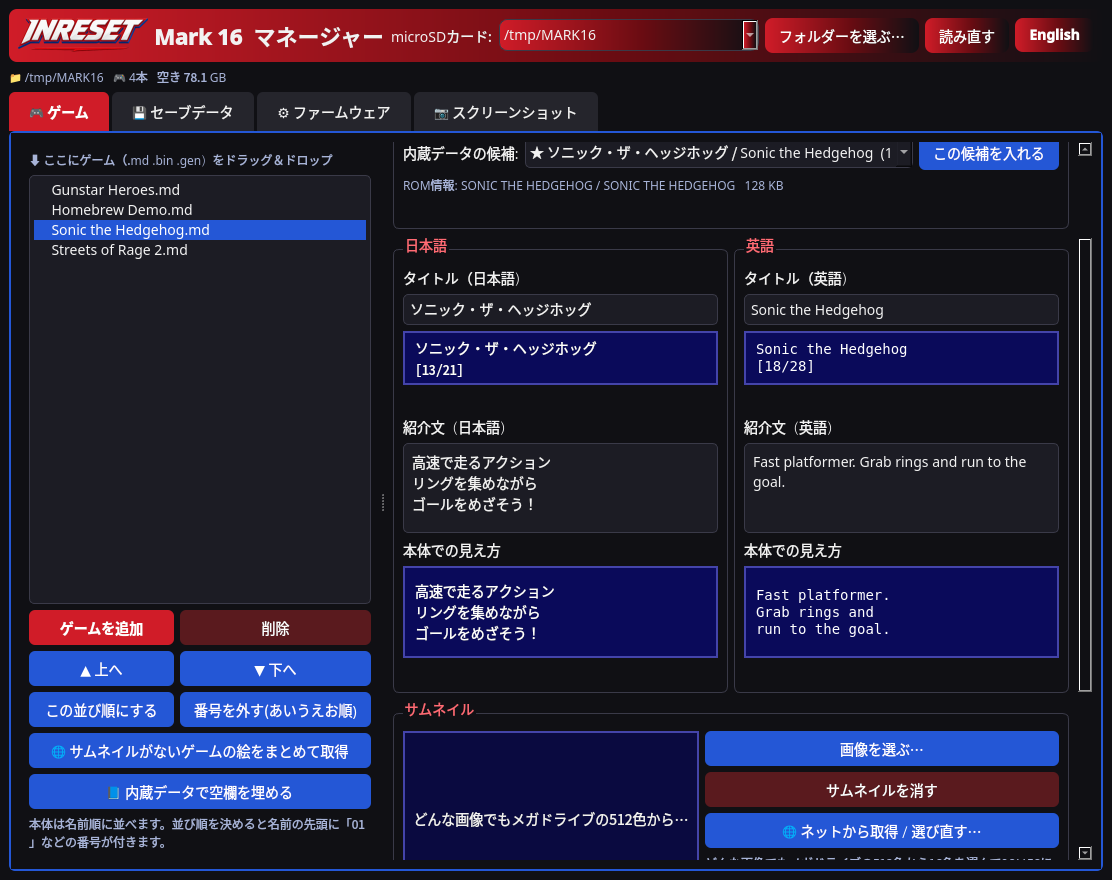 INRESET Mark 16 マネージャー microSDカード: /tmp/MARK16 フォルダーを選ぶ… 読み直す English
/tmp/MARK16 4本 空き 78.1 GB
ゲーム セーブデータ ファームウェア スクリーンショット
⬇ ここにゲーム（.md .bin .gen）をドラッグ＆ドロップ
Gunstar Heroes.md
Homebrew Demo.md
Sonic the Hedgehog.md
Streets of Rage 2.md
ゲームを追加 削除
▲上へ ▼下へ
この並び順にする 番号を外す(あいうえお順)
サムネイルがないゲームの絵をまとめて取得
内蔵データで空欄を埋める
本体は名前順に並べます。並び順を決めると名前の先頭に「01
」などの番号が付きます。
内蔵データの候補: ★ ソニック・ザ・ヘッジホッグ / Sonic the Hedgehog (1 この候補を入れる
ROM情報: SONIC THE HEDGEHOG / SONIC THE HEDGEHOG 128 KB
日本語
タイトル（日本語）
ソニック・ザ・ヘッジホッグ
ソニック・ザ・ヘッジホッグ
[13/21]
紹介文（日本語）
高速で走るアクション
リングを集めながら
ゴールをめざそう！
本体での見え方
高速で走るアクション
リングを集めながら
ゴールをめざそう！
英語
タイトル（英語）
Sonic the Hedgehog
Sonic the Hedgehog
[18/28]
紹介文（英語）
Fast platformer. Grab rings and run to the
goal.
本体での見え方
Fast platformer.
Grab rings and
run to the goal.
サムネイル
どんな画像でもメガドライブの512色から…
画像を選ぶ…
サムネイルを消す
ネットから取得 / 選び直す…